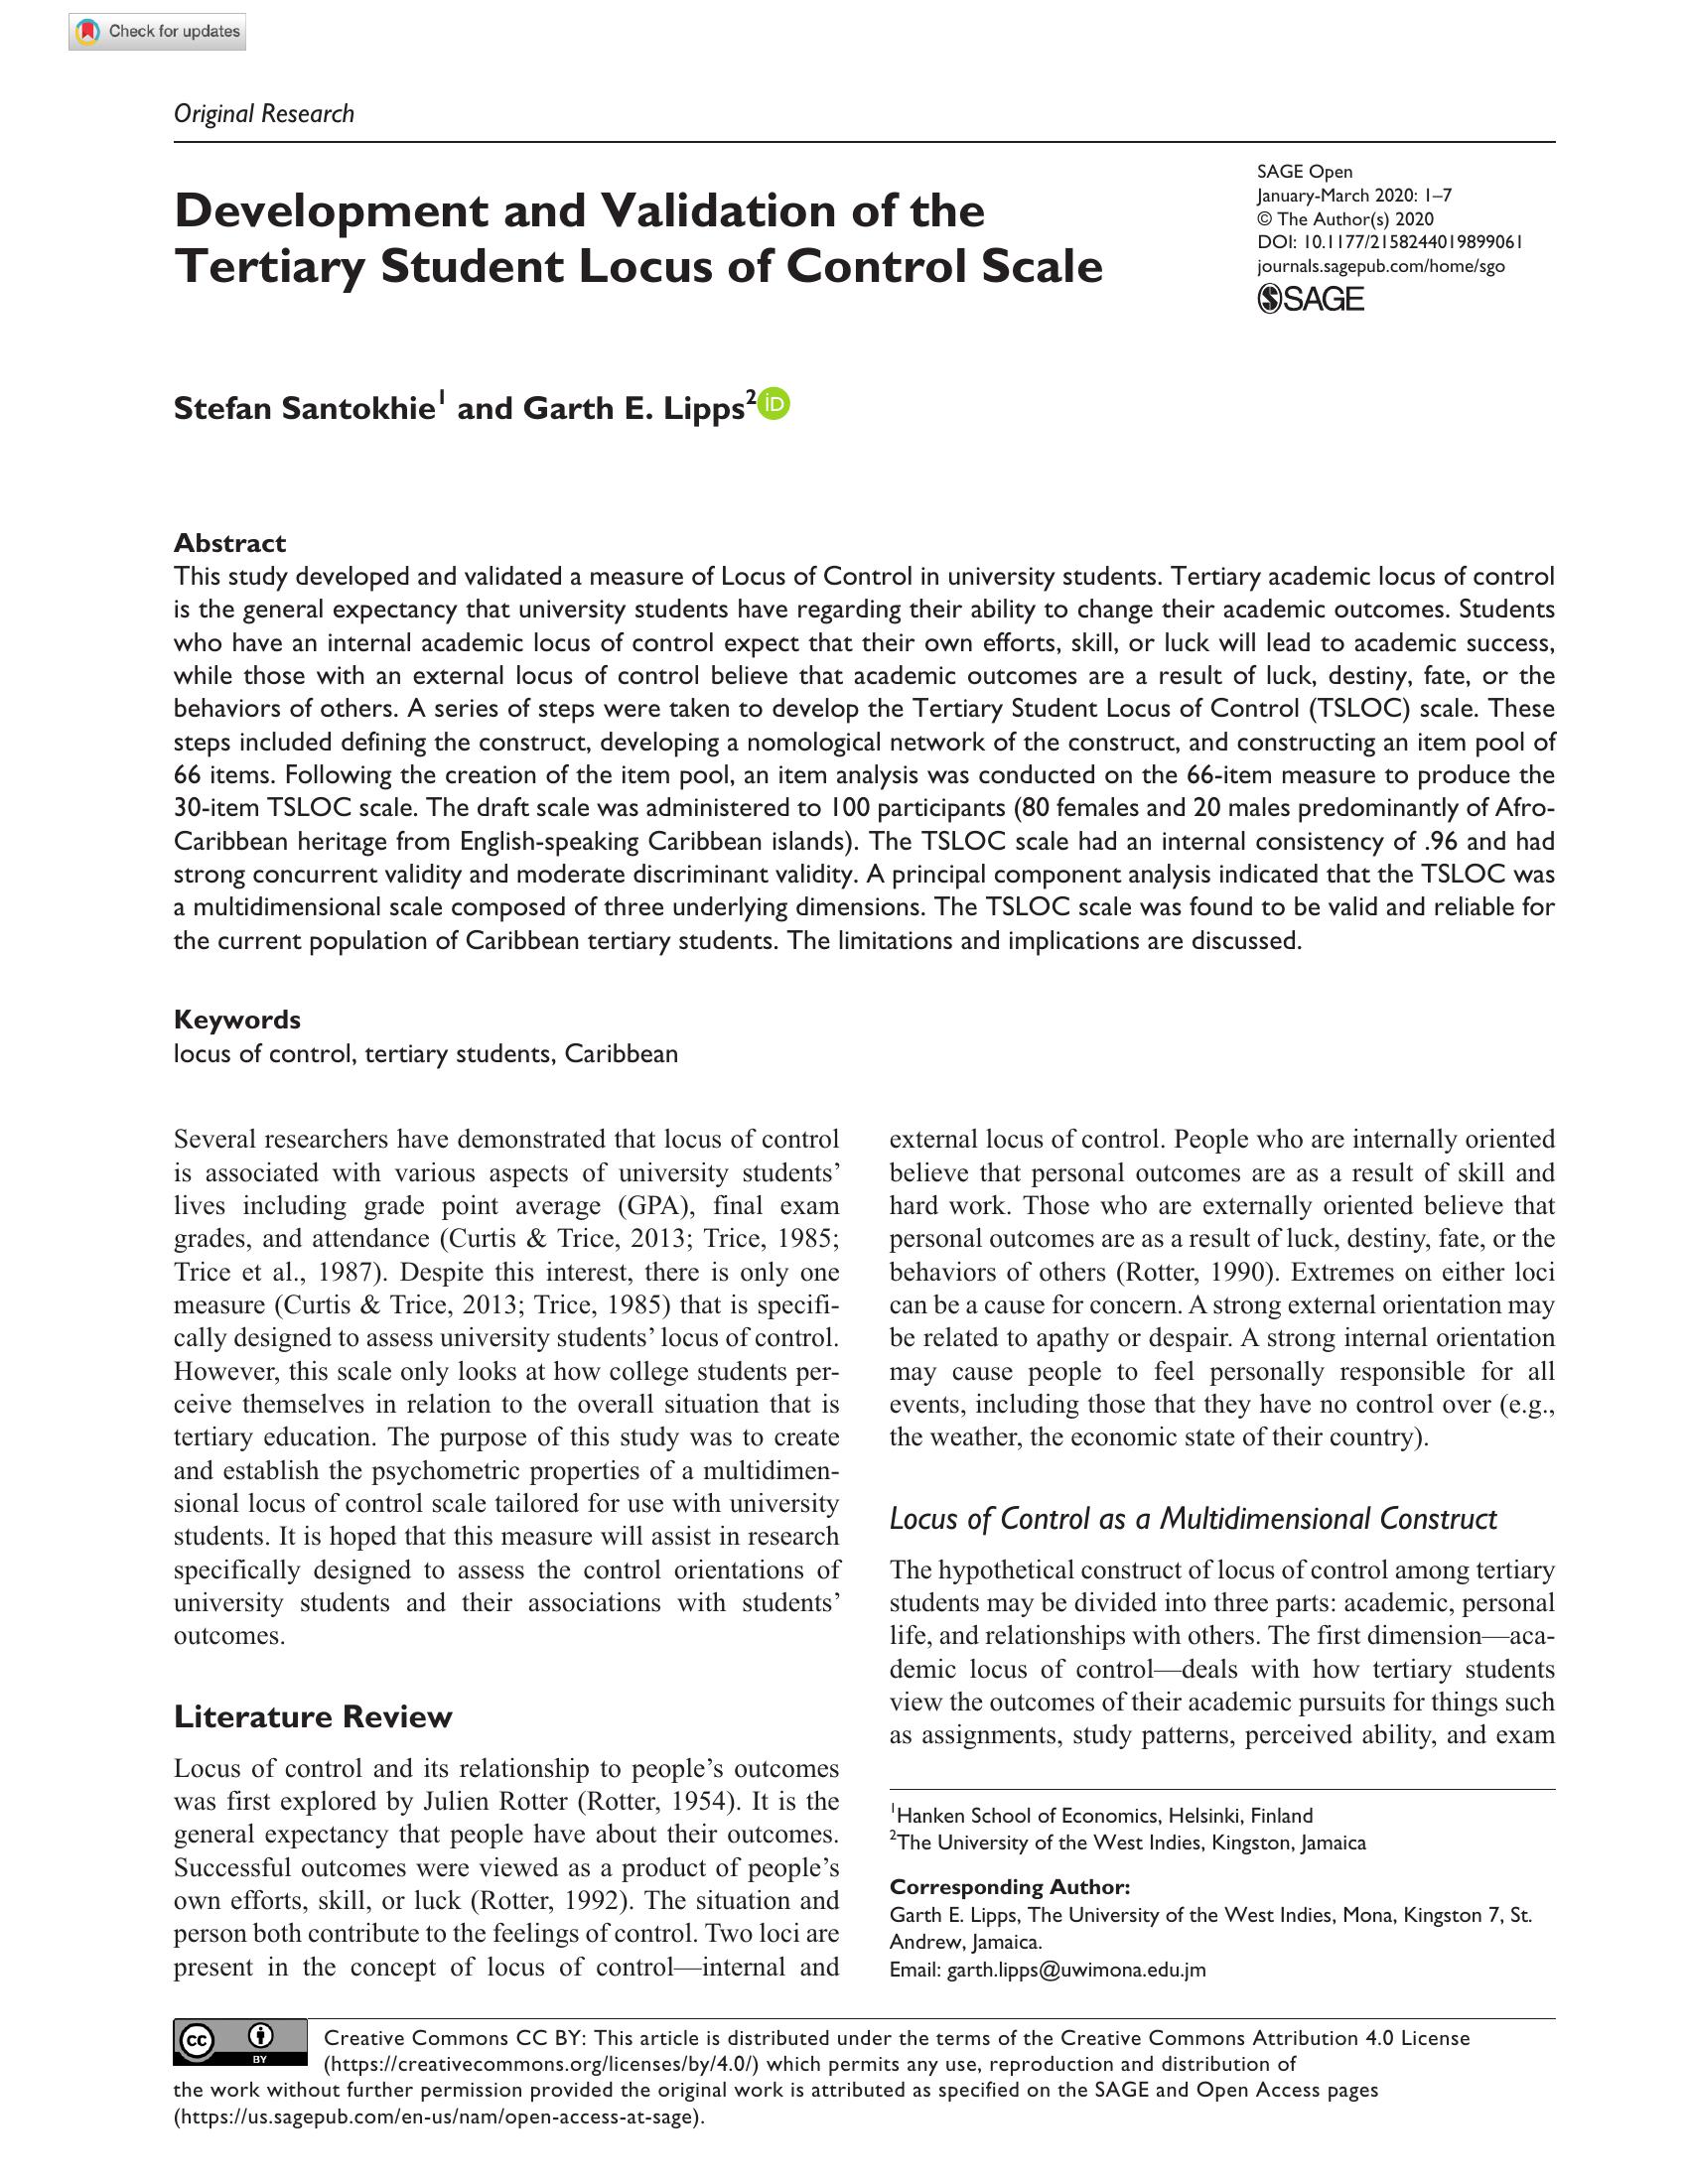 Check for updates
Original Research
Development and Validation of the
Tertiary Student Locus of Control Scale
SAGE Open
January-March 2020: 1–7
© The Author(s) 2020
DOI: 10.1177/2158244019899061
journals.sagepub.com/home/sgo
SAGE
Stefan Santokhie1 and Garth E. Lipps2 iD
Abstract
This study developed and validated a measure of Locus of Control in university students. Tertiary academic locus of control
is the general expectancy that university students have regarding their ability to change their academic outcomes. Students
who have an internal academic locus of control expect that their own efforts, skill, or luck will lead to academic success,
while those with an external locus of control believe that academic outcomes are a result of luck, destiny, fate, or the
behaviors of others. A series of steps were taken to develop the Tertiary Student Locus of Control (TSLOC) scale. These
steps included defining the construct, developing a nomological network of the construct, and constructing an item pool of
66 items. Following the creation of the item pool, an item analysis was conducted on the 66-item measure to produce the
30-item TSLOC scale. The draft scale was administered to 100 participants (80 females and 20 males predominantly of Afro-
Caribbean heritage from English-speaking Caribbean islands). The TSLOC scale had an internal consistency of .96 and had
strong concurrent validity and moderate discriminant validity. A principal component analysis indicated that the TSLOC was
a multidimensional scale composed of three underlying dimensions. The TSLOC scale was found to be valid and reliable for
the current population of Caribbean tertiary students. The limitations and implications are discussed.
Keywords
locus of control, tertiary students, Caribbean
Several researchers have demonstrated that locus of control
is associated with various aspects of university students’
lives including grade point average (GPA), final exam
grades, and attendance (Curtis & Trice, 2013; Trice, 1985;
Trice et al., 1987). Despite this interest, there is only one
measure (Curtis & Trice, 2013; Trice, 1985) that is specifi-
cally designed to assess university students’ locus of control.
However, this scale only looks at how college students per-
ceive themselves in relation to the overall situation that is
tertiary education. The purpose of this study was to create
and establish the psychometric properties of a multidimen-
sional locus of control scale tailored for use with university
students. It is hoped that this measure will assist in research
specifically designed to assess the control orientations of
university students and their associations with students’
outcomes.
Literature Review
Locus of control and its relationship to people’s outcomes
was first explored by Julien Rotter (Rotter, 1954). It is the
general expectancy that people have about their outcomes.
Successful outcomes were viewed as a product of people’s
own efforts, skill, or luck (Rotter, 1992). The situation and
person both contribute to the feelings of control. Two loci are
present in the concept of locus of control—internal and
external locus of control. People who are internally oriented
believe that personal outcomes are as a result of skill and
hard work. Those who are externally oriented believe that
personal outcomes are as a result of luck, destiny, fate, or the
behaviors of others (Rotter, 1990). Extremes on either loci
can be a cause for concern. A strong external orientation may
be related to apathy or despair. A strong internal orientation
may cause people to feel personally responsible for all
events, including those that they have no control over (e.g.,
the weather, the economic state of their country).
Locus of Control as a Multidimensional Construct
The hypothetical construct of locus of control among tertiary
students may be divided into three parts: academic, personal
life, and relationships with others. The first dimension—aca-
demic locus of control—deals with how tertiary students
view the outcomes of their academic pursuits for things such
as assignments, study patterns, perceived ability, and exam
1Hanken School of Economics, Helsinki, Finland
2The University of the West Indies, Kingston, Jamaica
Corresponding Author:
Garth E. Lipps, The University of the West Indies, Mona, Kingston 7, St.
Andrew, Jamaica.
Email: garth.lipps@uwimona.edu.jm
cc BY
Creative Commons CC BY: This article is distributed under the terms of the Creative Commons Attribution 4.0 License
(https://creativecommons.org/licenses/by/4.0/) which permits any use, reproduction and distribution of
the work without further permission provided the original work is attributed as specified on the SAGE and Open Access pages
(https://us.sagepub.com/en-us/nam/open-access-at-sage).